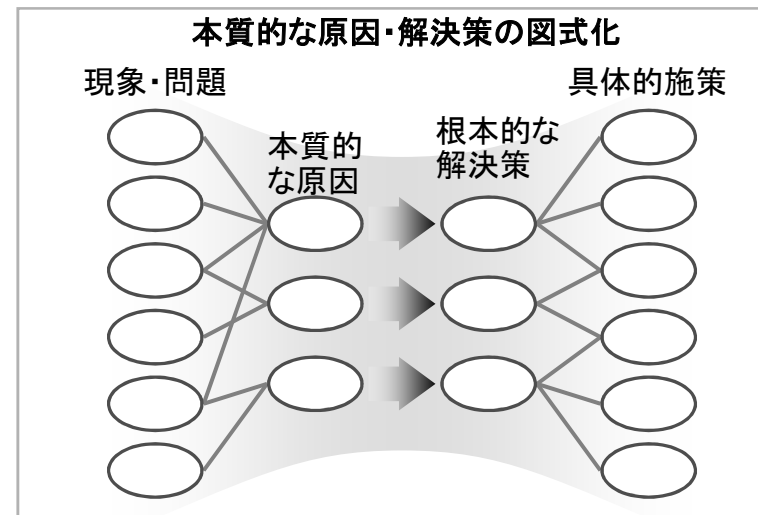 本質的な原因・解決策の図式化
現象・問題
具体的施策
本質的
な原因
根本的な
解決策